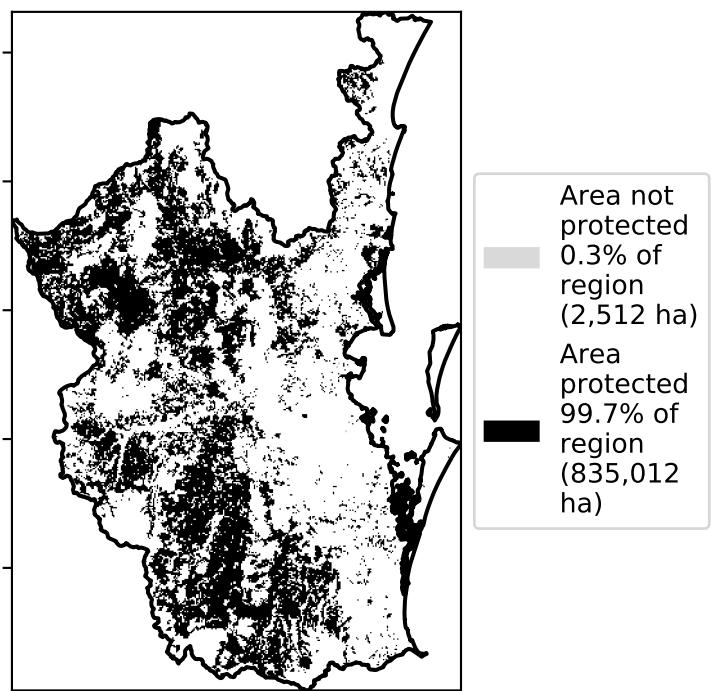 Area not
protected
0.3% of
region
(2,512 ha)
Area
protected
99.7% of
region
(835,012
ha)